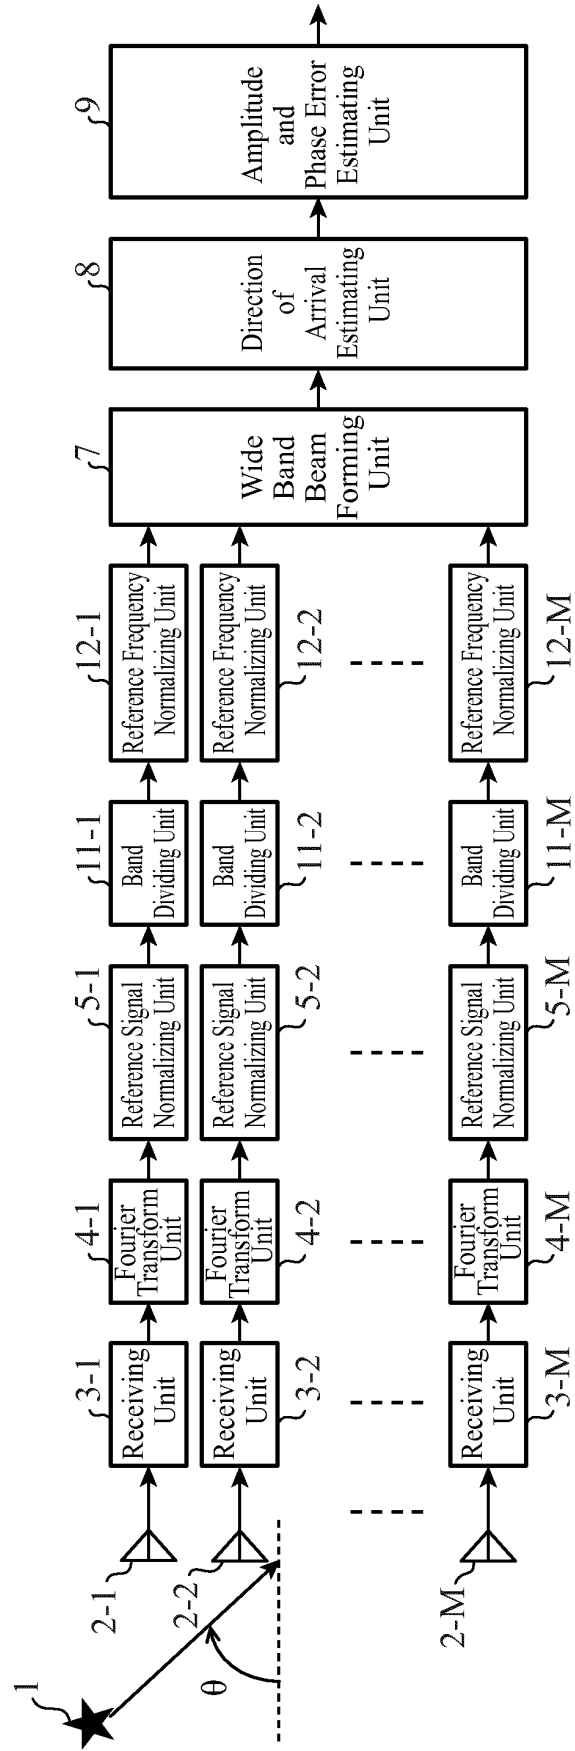 1
θ
2-1
2-2
2-M
3-1
Receiving
Unit
Receiving
Unit
3-2
Receiving
Unit
3-M
4-1
Fourier
Transform
Unit
Fourier
Transform
Unit
4-2
Fourier
Transform
Unit
4-M
5-1
Reference Signal
Normalizing Unit
Reference Signal
Normalizing Unit
5-2
Reference Signal
Normalizing Unit
5-M
11-1
Band
Dividing Unit
Band
Dividing Unit
11-2
Band
Dividing Unit
11-M
12-1
Reference Frequency
Normalizing Unit
Reference Frequency
Normalizing Unit
12-2
Reference Frequency
Normalizing Unit
12-M
7
Wide
Band
Beam
Forming
Unit
8
Direction
of
Arrival
Estimating
Unit
9
Amplitude
and
Phase Error
Estimating
Unit